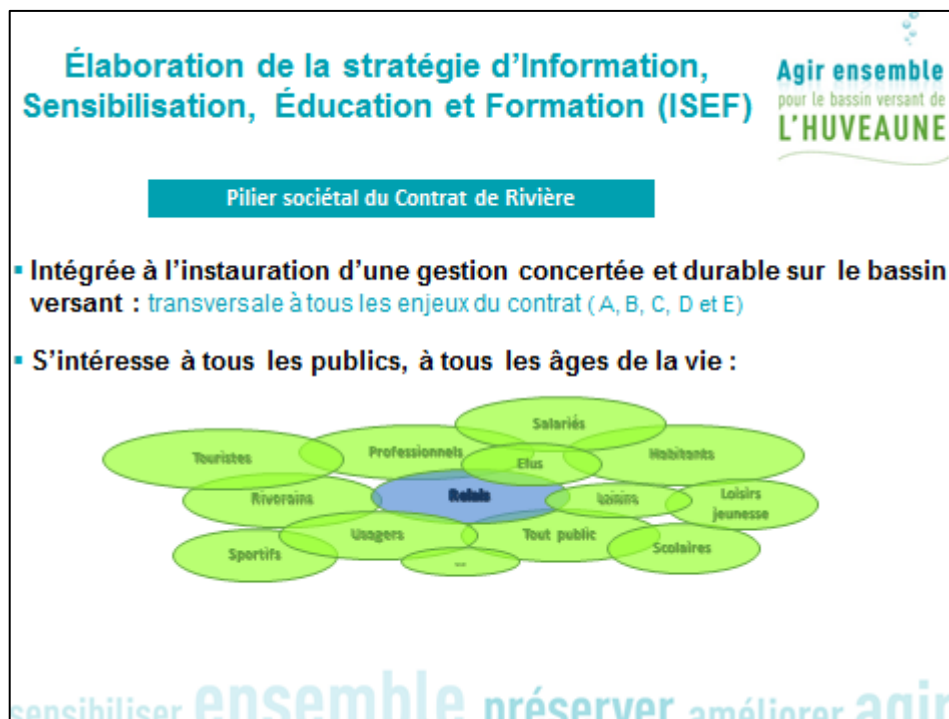 Élaboration de la stratégie d'Information,
Sensibilisation, Éducation et Formation (ISEF)
Agir ensemble
pour le bassin versant de
L'HUVEAUNE
Pilier sociétal du Contrat de Rivière
▪ Intégrée à l'instauration d'une gestion concertée et durable sur le bassin
versant : transversale à tous les enjeux du contrat ( A, B, C, D et E)
▪ S'intéresse à tous les publics, à tous les âges de la vie :
Salariés
Touristes
Professionnels
Elus
Habitants
Riverains
Relais
Loisirs
Loisirs
jeunesse
Usagers
Tout public
Sportifs
...
Scolaires
sensibiliser ensemble préserver améliorer agir